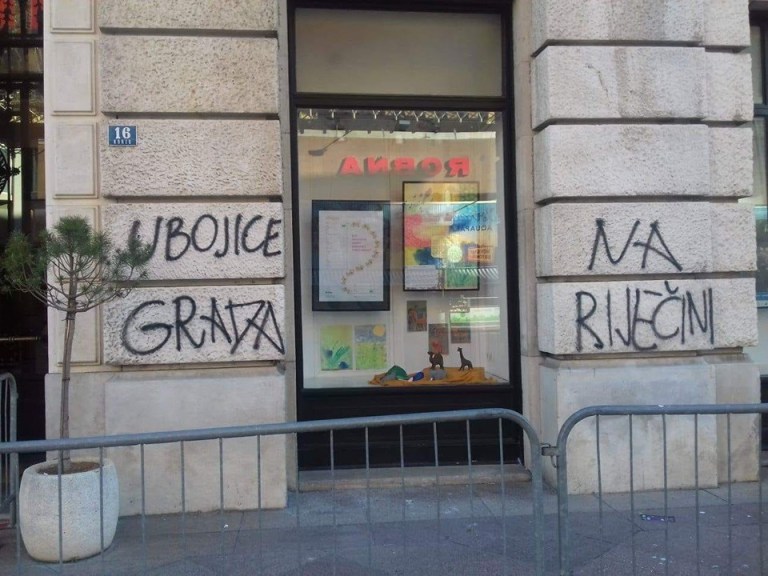 16
UBOJICE
GRADA
NA
RIJEČINI
ROBNA